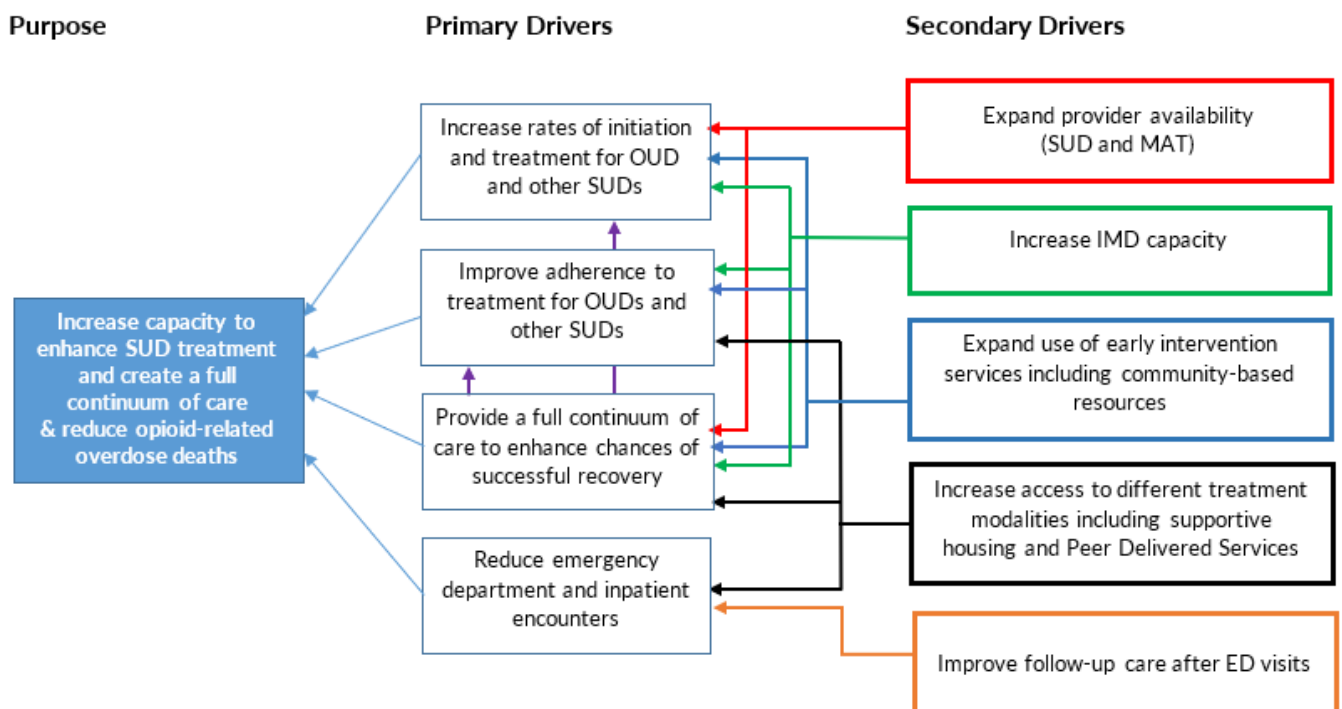 Purpose
Primary Drivers
Secondary Drivers
Increase capacity to
enhance SUD treatment
and create a full
continuum of care
& reduce opioid-related
overdose deaths
Increase rates of initiation
and treatment for OUD
and other SUDs
Improve adherence to
treatment for OUDs and
other SUDs
Provide a full continuum of
care to enhance chances of
successful recovery
Reduce emergency
department and inpatient
encounters
Expand provider availability
(SUD and MAT)
Increase IMD capacity
Expand use of early intervention
services including community-based
resources
Increase access to different treatment
modalities including supportive
housing and Peer Delivered Services
Improve follow-up care after ED visits